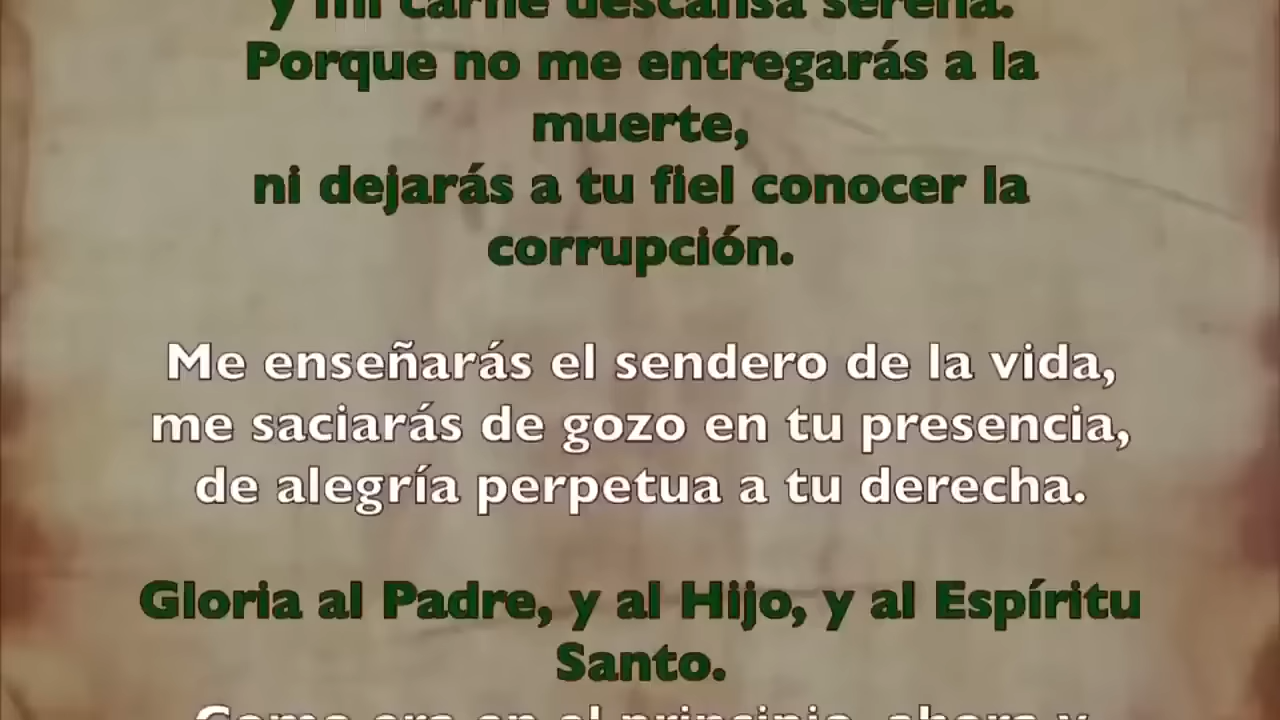 y mi carne descansa serena.
Porque no me entregarás a la
muerte,
ni dejarás a tu fiel conocer la
corrupción.
Me enseñarás el sendero de la vida,
me saciarás de gozo en tu presencia,
de alegría perpetua a tu derecha.
Gloria al Padre, y al Hijo, y al Espíritu
Santo.
Como era en el principio, ahora y